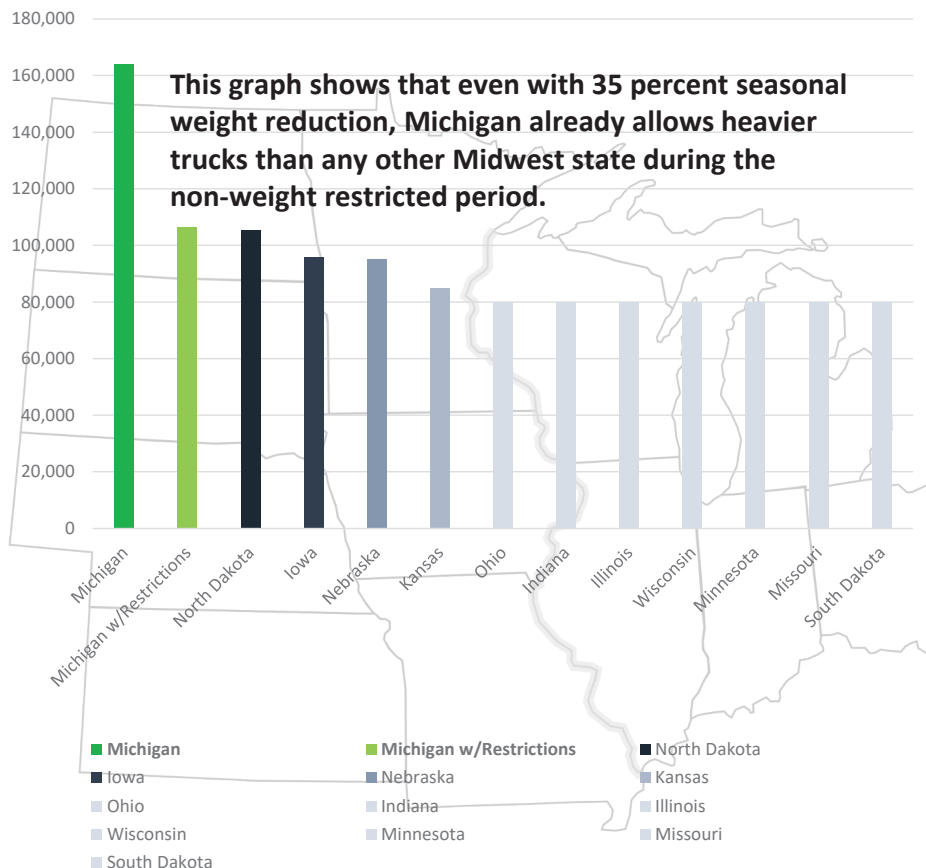 180,000
160,000
140,000
120,000
100,000
80,000
60,000
40,000
20,000
0
This graph shows that even with 35 percent seasonal
weight reduction, Michigan already allows heavier
trucks than any other Midwest state during the
non-weight restricted period.
Michigan
Michigan w/Restrictions
North Dakota
Iowa
Nebraska
Kansas
Ohio
Indiana
Illinois
Wisconsin
Minnesota
Missouri
South Dakota
Michigan Michigan w/Restrictions North Dakota
Iowa Nebraska Kansas
Ohio Indiana Illinois
Wisconsin Minnesota Missouri
South Dakota